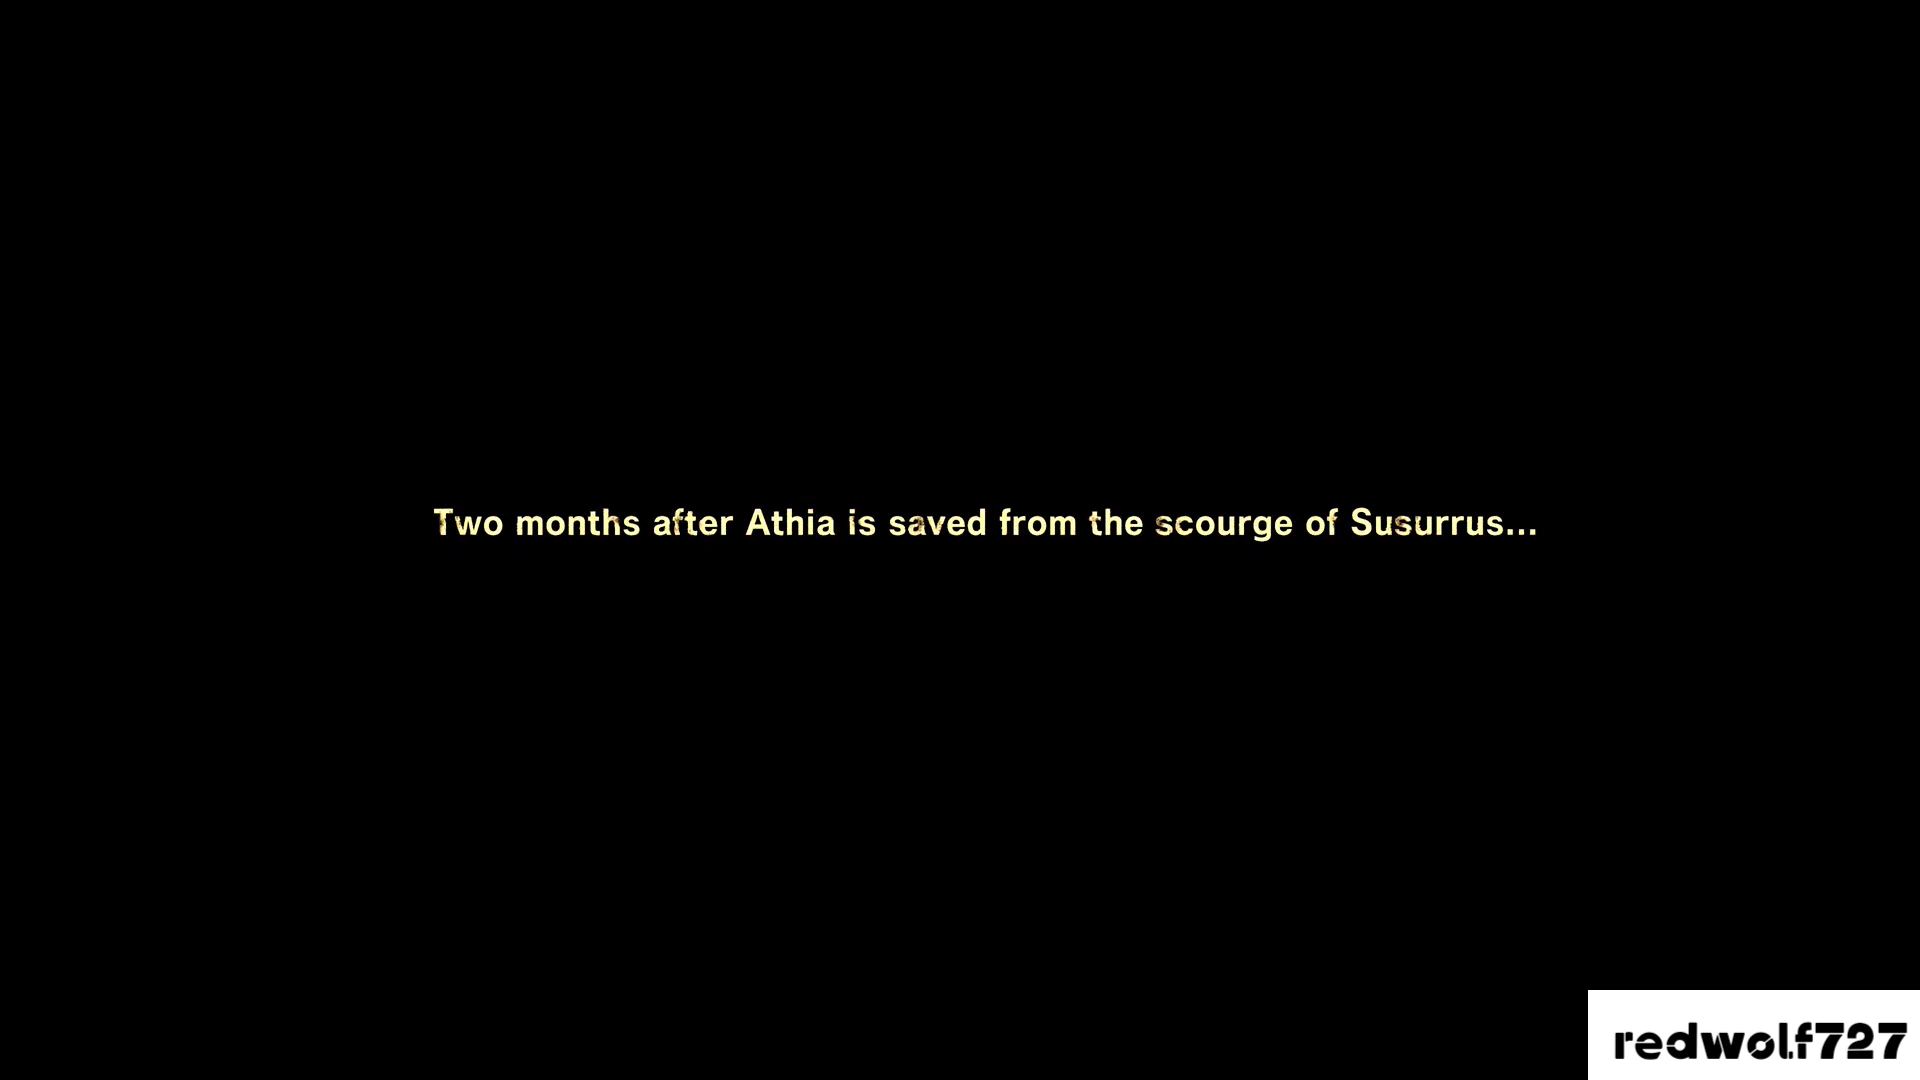 Two months after Athia is saved from the scourge of Susurrus...
redwolf727